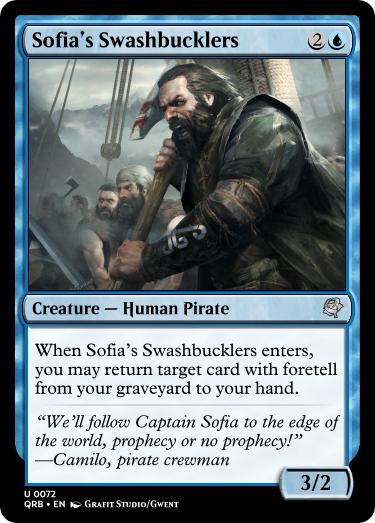 Sofia's Swashbucklers 2
Creature — Human Pirate
When Sofia's Swashbucklers enters,
you may return target card with foretell
from your graveyard to your hand.
“We'll follow Captain Sofia to the edge of
the world, prophecy or no prophecy!”
—Camilo, pirate crewman
3/2
U 0072
QRB • EN Grafit Studio/Gwent